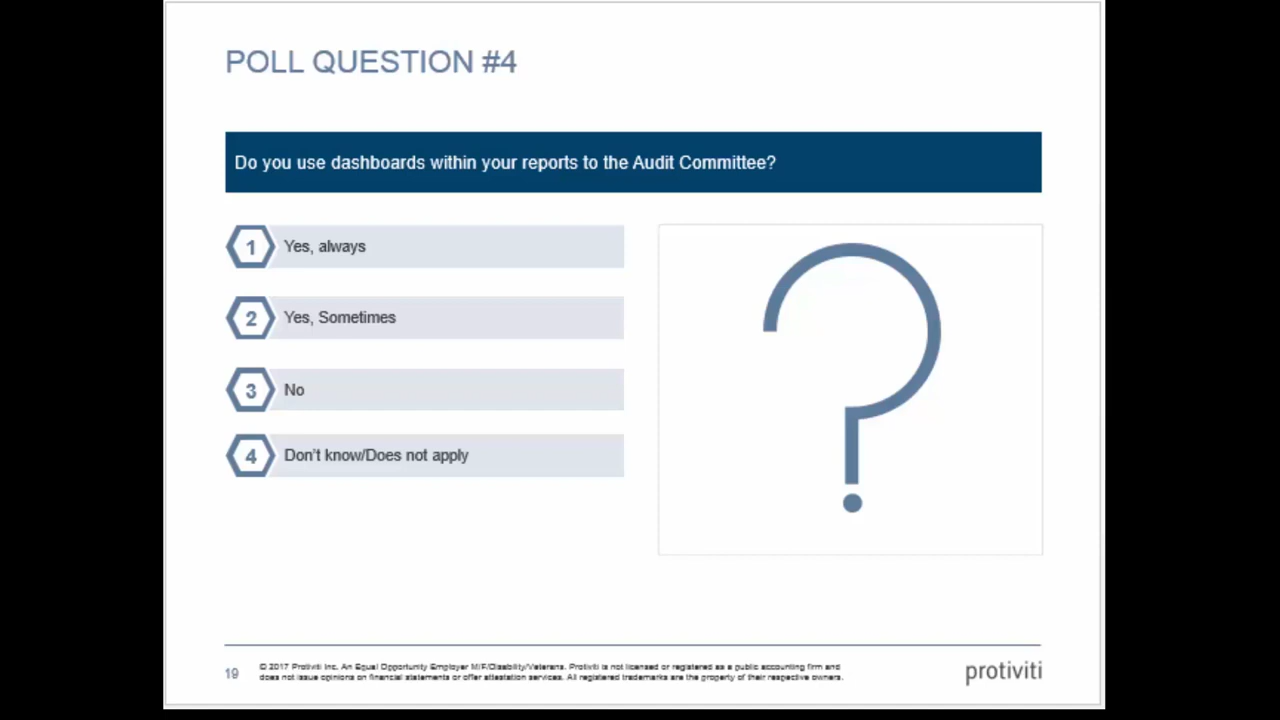 POLL QUESTION #4
Do you use dashboards within your reports to the Audit Committee?
1 Yes, always
2 Yes, Sometimes
3 No
4 Don't know/Does not apply
19
© 2017 Protiviti Inc. An Equal Opportunity Employer M/F/Disability/Veterans. Protiviti is not licensed or registered as a public accounting firm and
does not issue opinions on financial statements or offer attestation services. All registered trademarks are the property of their respective owners.
protiviti